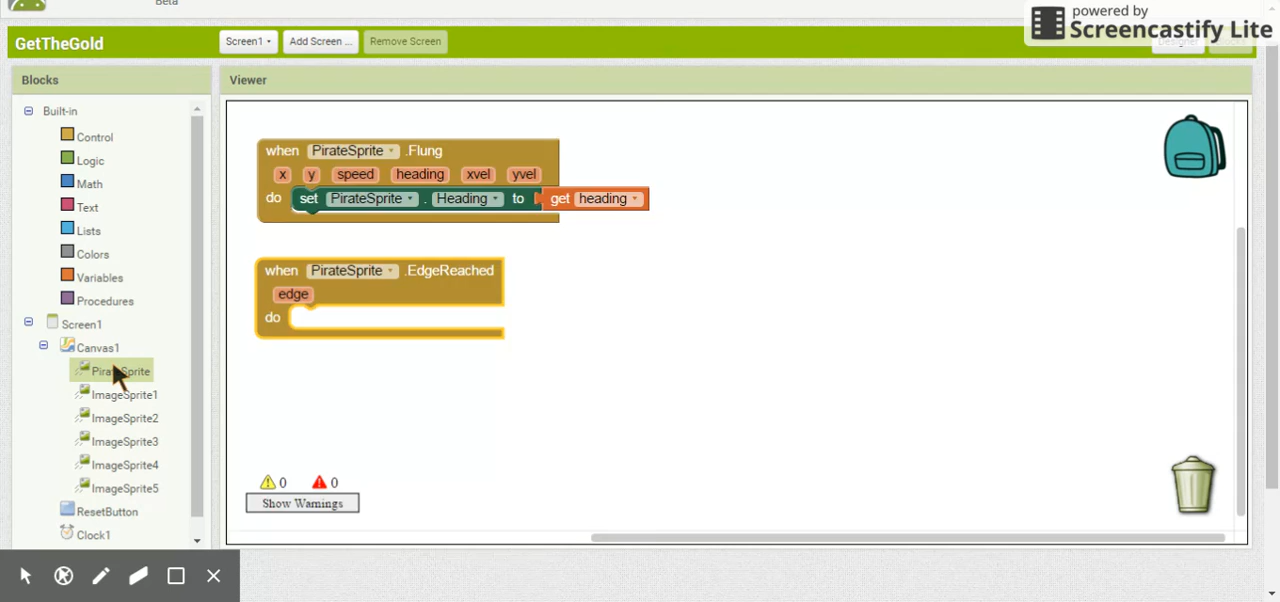 Beta
powered by
Screencastify Lite
GetTheGold
Screen1
Add Screen ...
Remove Screen
Designer
Blocks
Viewer
Built-in
Control
Logic
Math
Text
Lists
Colors
Variables
Procedures
Screen1
Canvas1
PirateSprite
ImageSprite1
ImageSprite2
ImageSprite3
ImageSprite4
ImageSprite5
ResetButton
Clock1
when PirateSprite .Flung
x y speed heading xvel yvel
do set PirateSprite . Heading to get heading
when PirateSprite .EdgeReached
edge
do
0 0
Show Warnings